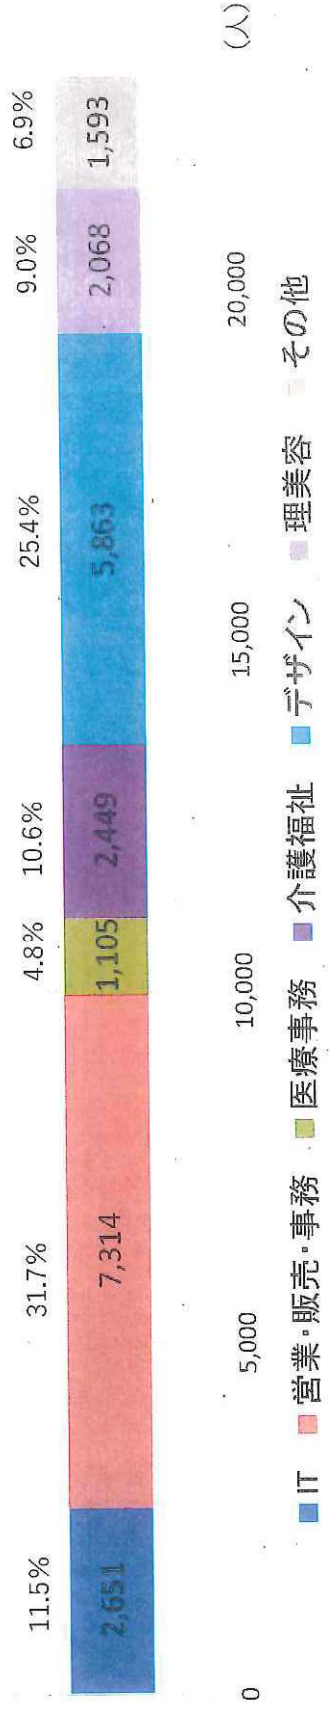 11.5% 31.7% 4.8% 10.6% 25.4% 9.0% 6.9%
2,651 7,314 1,105 2,449 5,863 2,068 1,593
0 5,000 10,000 15,000 20,000 (人)
IT 営業・販売・事務 医療事務 介護福祉 デザイン 理美容 その他